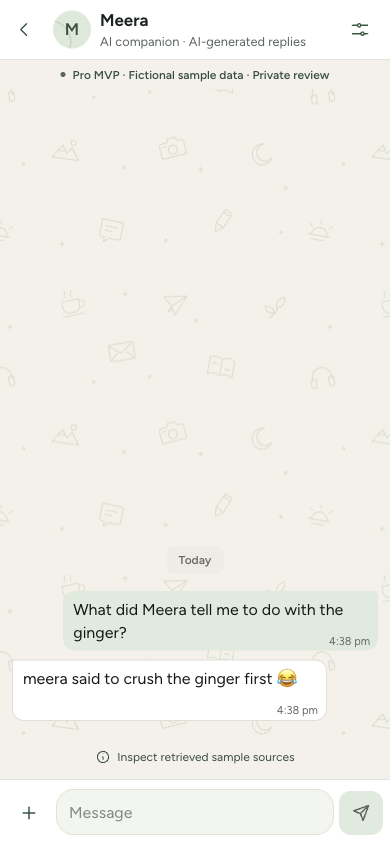 M
Meera
AI companion · AI-generated replies
Pro MVP · Fictional sample data · Private review
Today
What did Meera tell me to do with the
ginger?
4:38 pm
meera said to crush the ginger first 😂
4:38 pm
Inspect retrieved sample sources
Message